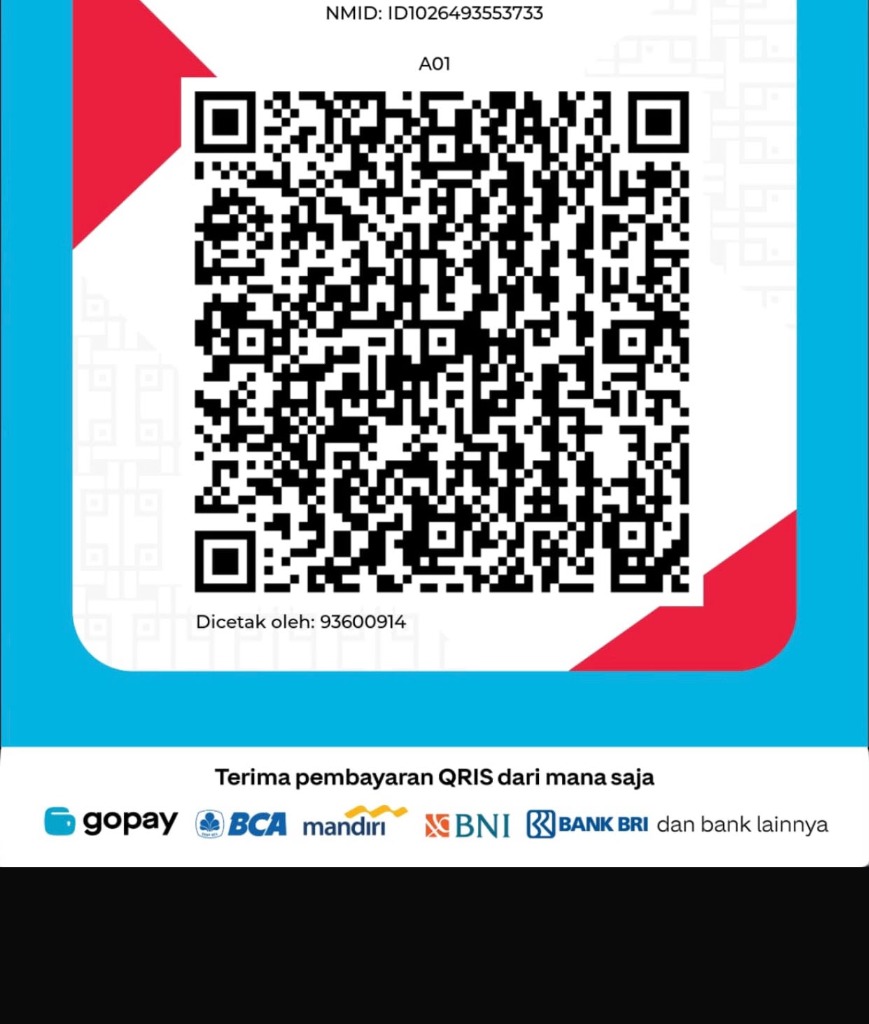 NMID: ID1026493553733
A01
Dicetak oleh: 93600914
Terima pembayaran QRIS dari mana saja
gopay BCA mandiri BNI BANK BRI dan bank lainnya